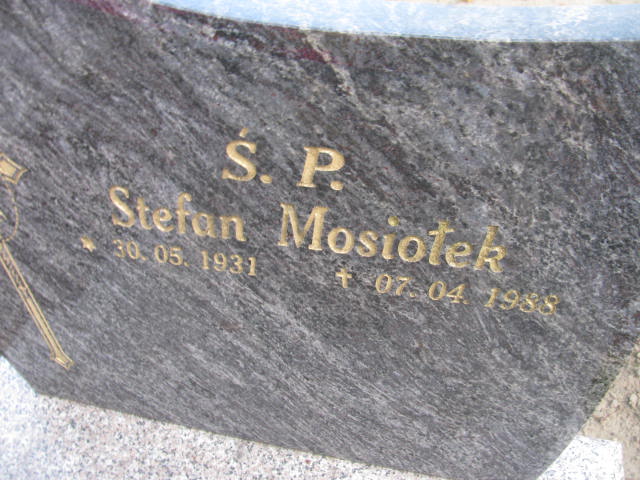 Ś. P.
Stefan Mosiołek
* 30. 05. 1931 ✝ 07. 04. 1988